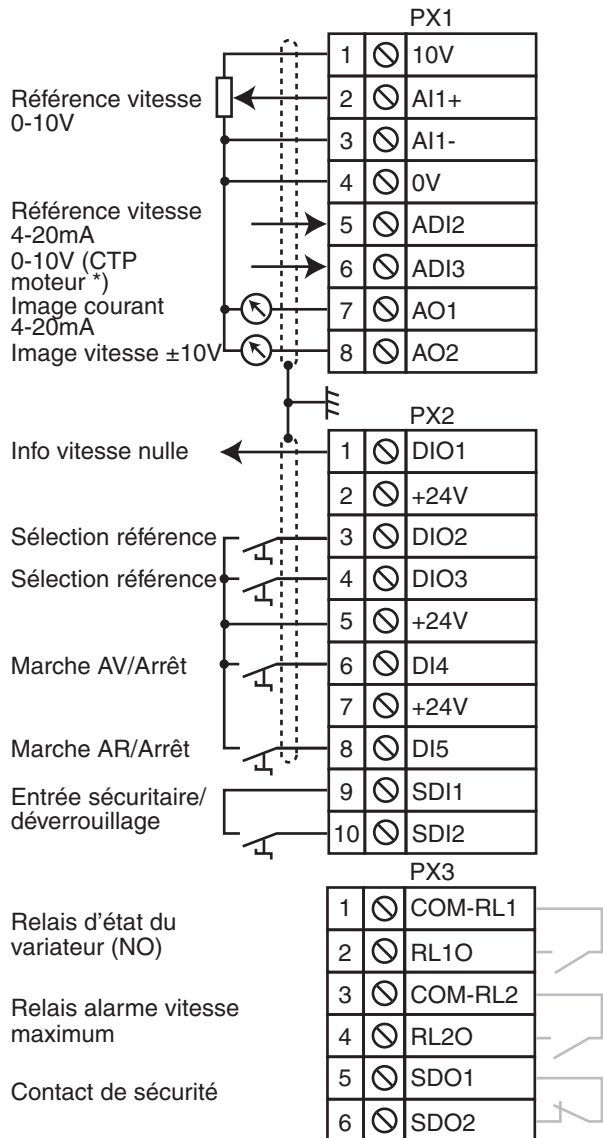 PX1
1 10V
Référence vitesse
0-10V
2 AI1+
3 AI1-
4 0V
Référence vitesse
4-20mA
5 ADI2
0-10V (CTP
moteur *)
6 ADI3
Image courant
4-20mA
7 AO1
Image vitesse ±10V
8 AO2
PX2
Info vitesse nulle
1 DIO1
2 +24V
Sélection référence
3 DIO2
Sélection référence
4 DIO3
5 +24V
Marche AV/Arrêt
6 DI4
7 +24V
Marche AR/Arrêt
8 DI5
Entrée sécuritaire/
déverrouillage
9 SDI1
10 SDI2
PX3
1 COM-RL1
Relais d'état du
variateur (NO)
2 RL1O
3 COM-RL2
Relais alarme vitesse
maximum
4 RL2O
5 SDO1
Contact de sécurité
6 SDO2